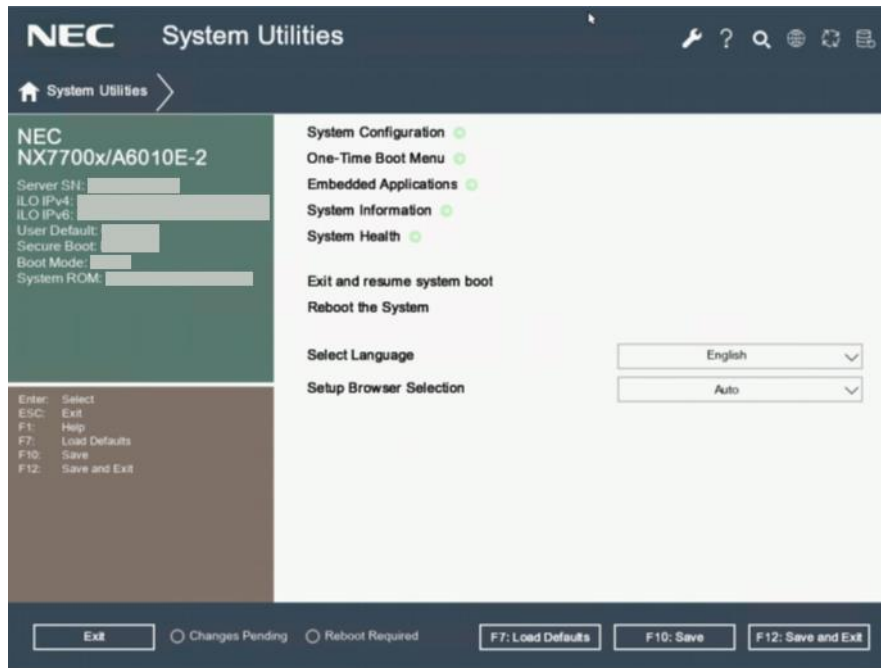 NEC System Utilities
?
System Utilities
NEC
NX7700x/A6010E-2
Server SN:
iLO IPv4:
iLO IPv6:
User Default:
Secure Boot:
Boot Mode:
System ROM:
Enter: Select
ESC: Exit
F1: Help
F7: Load Defaults
F10: Save
F12: Save and Exit
System Configuration
One-Time Boot Menu
Embedded Applications
System Information
System Health
Exit and resume system boot
Reboot the System
Select Language English
Setup Browser Selection Auto
Exit Changes Pending Reboot Required F7: Load Defaults F10: Save F12: Save and Exit